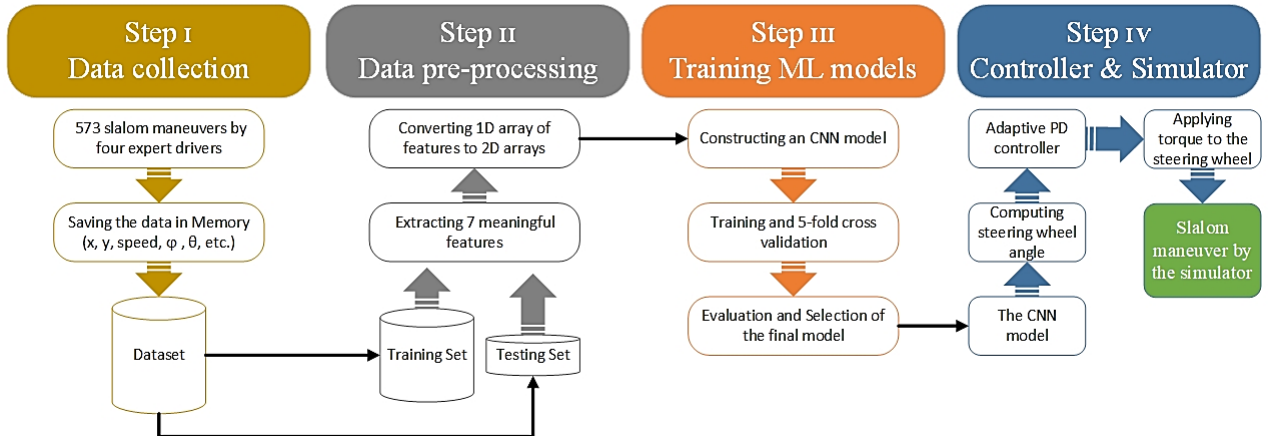 Step I
Data collection
573 slalom maneuvers by
four expert drivers
Saving the data in Memory
(x, y, speed, φ , θ, etc.)
Dataset
Step II
Data pre-processing
Converting 1D array of
features to 2D arrays
Extracting 7 meaningful
features
Training Set
Testing Set
Step III
Training ML models
Constructing an CNN model
Training and 5-fold cross
validation
Evaluation and Selection of
the final model
Step IV
Controller & Simulator
Adaptive PD
controller
Computing
steering wheel
angle
The CNN
model
Applying
torque to the
steering wheel
Slalom
maneuver by
the simulator